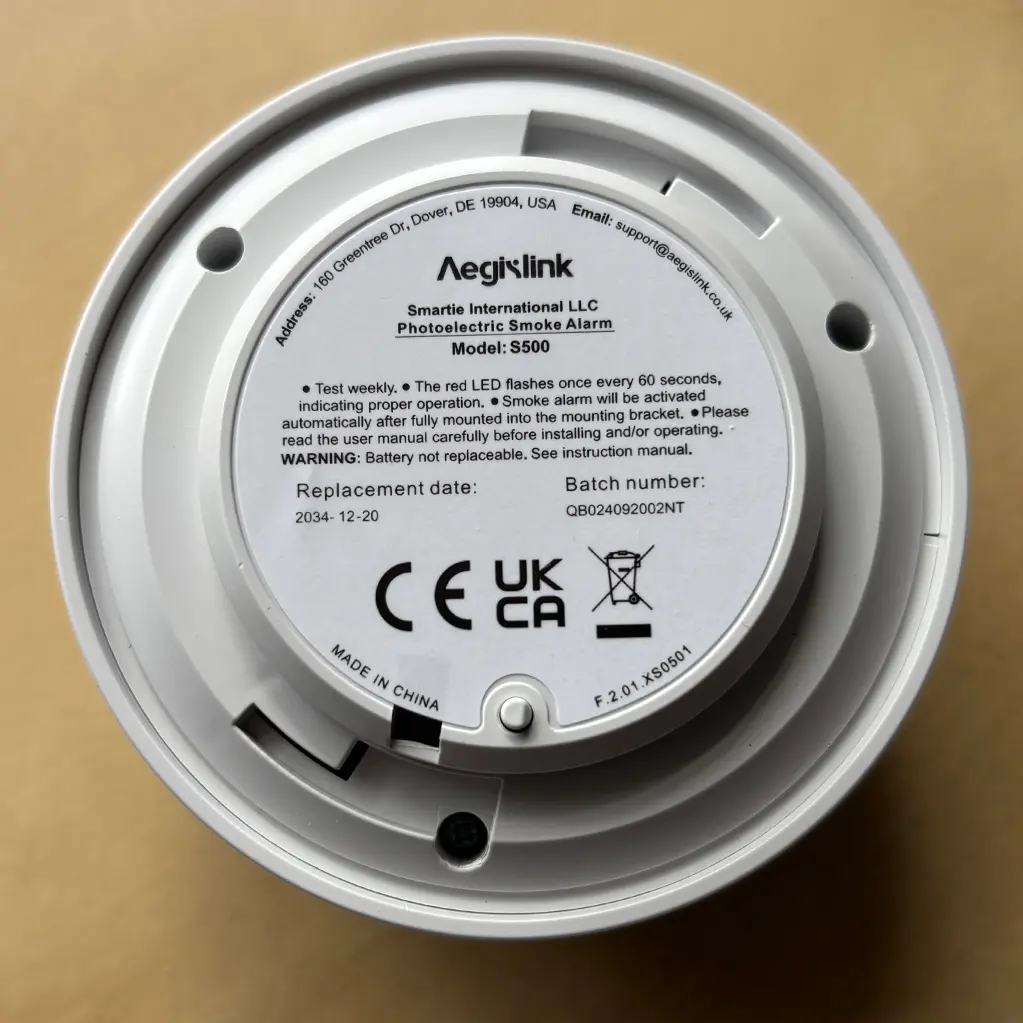 Address: 160 Greentree Dr, Dover, DE 19904, USA Email: support@aegislink.co.uk
Aegislink
Smartie International LLC
Photoelectric Smoke Alarm
Model: S500
● Test weekly. ● The red LED flashes once every 60 seconds,
indicating proper operation. ● Smoke alarm will be activated
automatically after fully mounted into the mounting bracket. ● Please
read the user manual carefully before installing and/or operating.
WARNING: Battery not replaceable. See instruction manual.
Replacement date: Batch number:
2034- 12-20 QB024092002NT
CE UK
CA
MADE IN CHINA F.2.01.XS0501